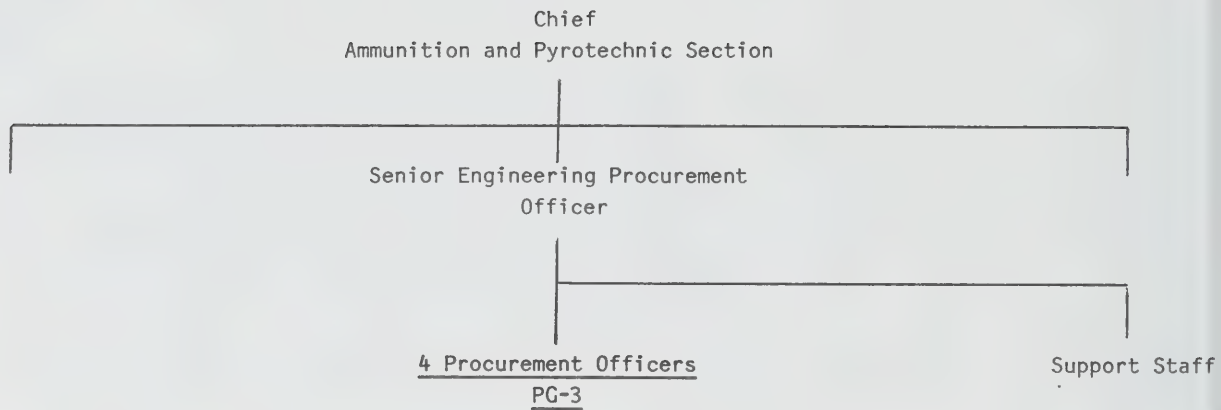 Chief
Ammunition and Pyrotechnic Section
Senior Engineering Procurement
Officer
4 Procurement Officers
PG-3
Support Staff